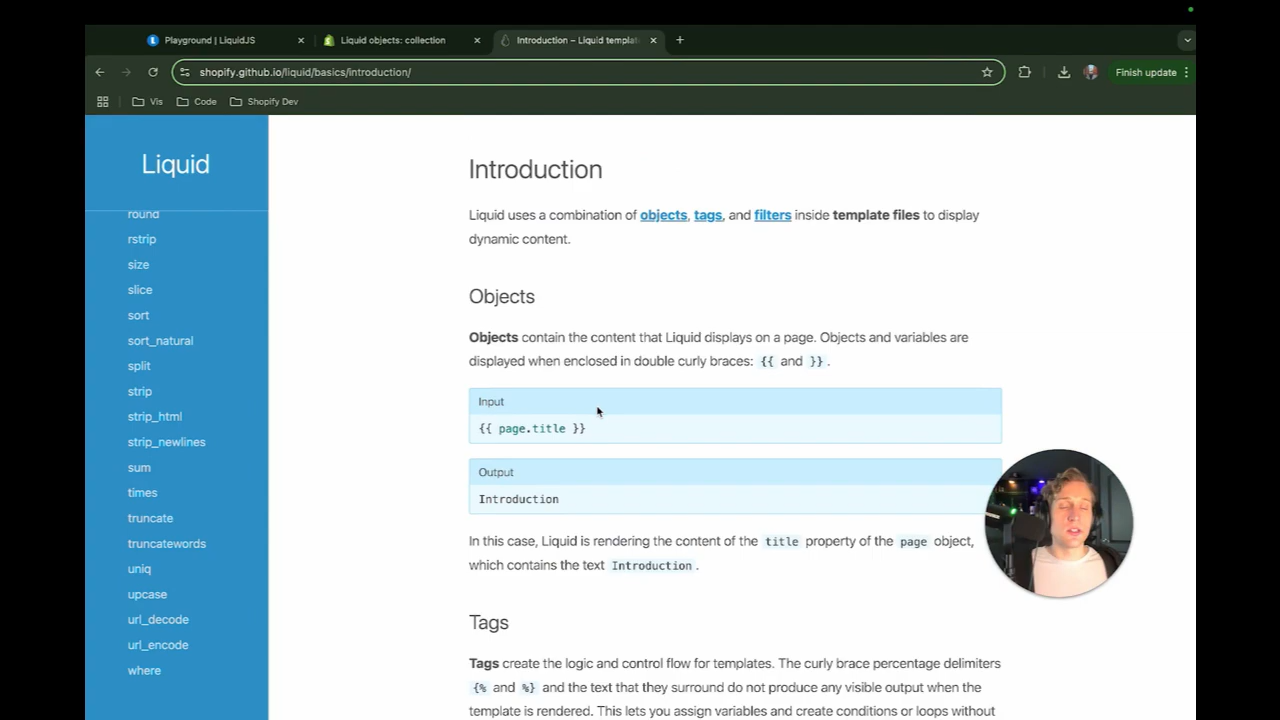 Playground | LiquidJS
Liquid objects: collection
Introduction – Liquid templa
shopify.github.io/liquid/basics/introduction/
Finish update
Vis
Code
Shopify Dev
Liquid
round
rstrip
size
slice
sort
sort_natural
split
strip
strip_html
strip_newlines
sum
times
truncate
truncatewords
uniq
upcase
url_decode
url_encode
where
Introduction
Liquid uses a combination of objects, tags, and filters inside template files to display
dynamic content.
Objects
Objects contain the content that Liquid displays on a page. Objects and variables are
displayed when enclosed in double curly braces: {{ and }}.
Input
{{ page.title }}
Output
Introduction
In this case, Liquid is rendering the content of the title property of the page object,
which contains the text Introduction.
Tags
Tags create the logic and control flow for templates. The curly brace percentage delimiters
{% and %} and the text that they surround do not produce any visible output when the
template is rendered. This lets you assign variables and create conditions or loops without